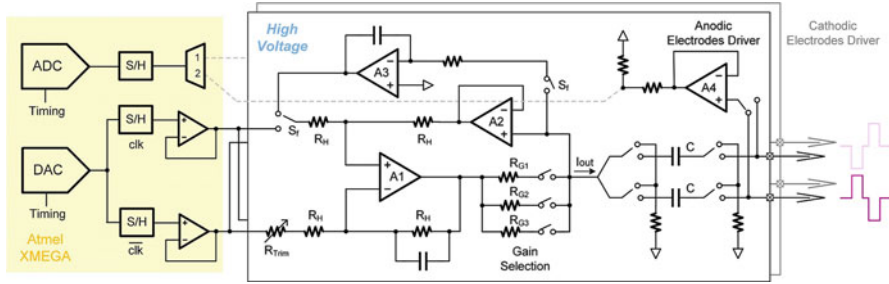 High
Voltage
Anodic
Electrodes Driver
Cathodic
Electrodes Driver
ADC
S/H
1
2
Timing
A3
-
+
Sf
A4
-
+
S/H
clk
+
-
Sf
RH
RH
A2
-
+
DAC
Timing
A1
+
-
RG1
RG2
RG3
Iout
C
C
S/H
clk
+
-
RTrim
RH
RH
Gain
Selection
Atmel
XMEGA